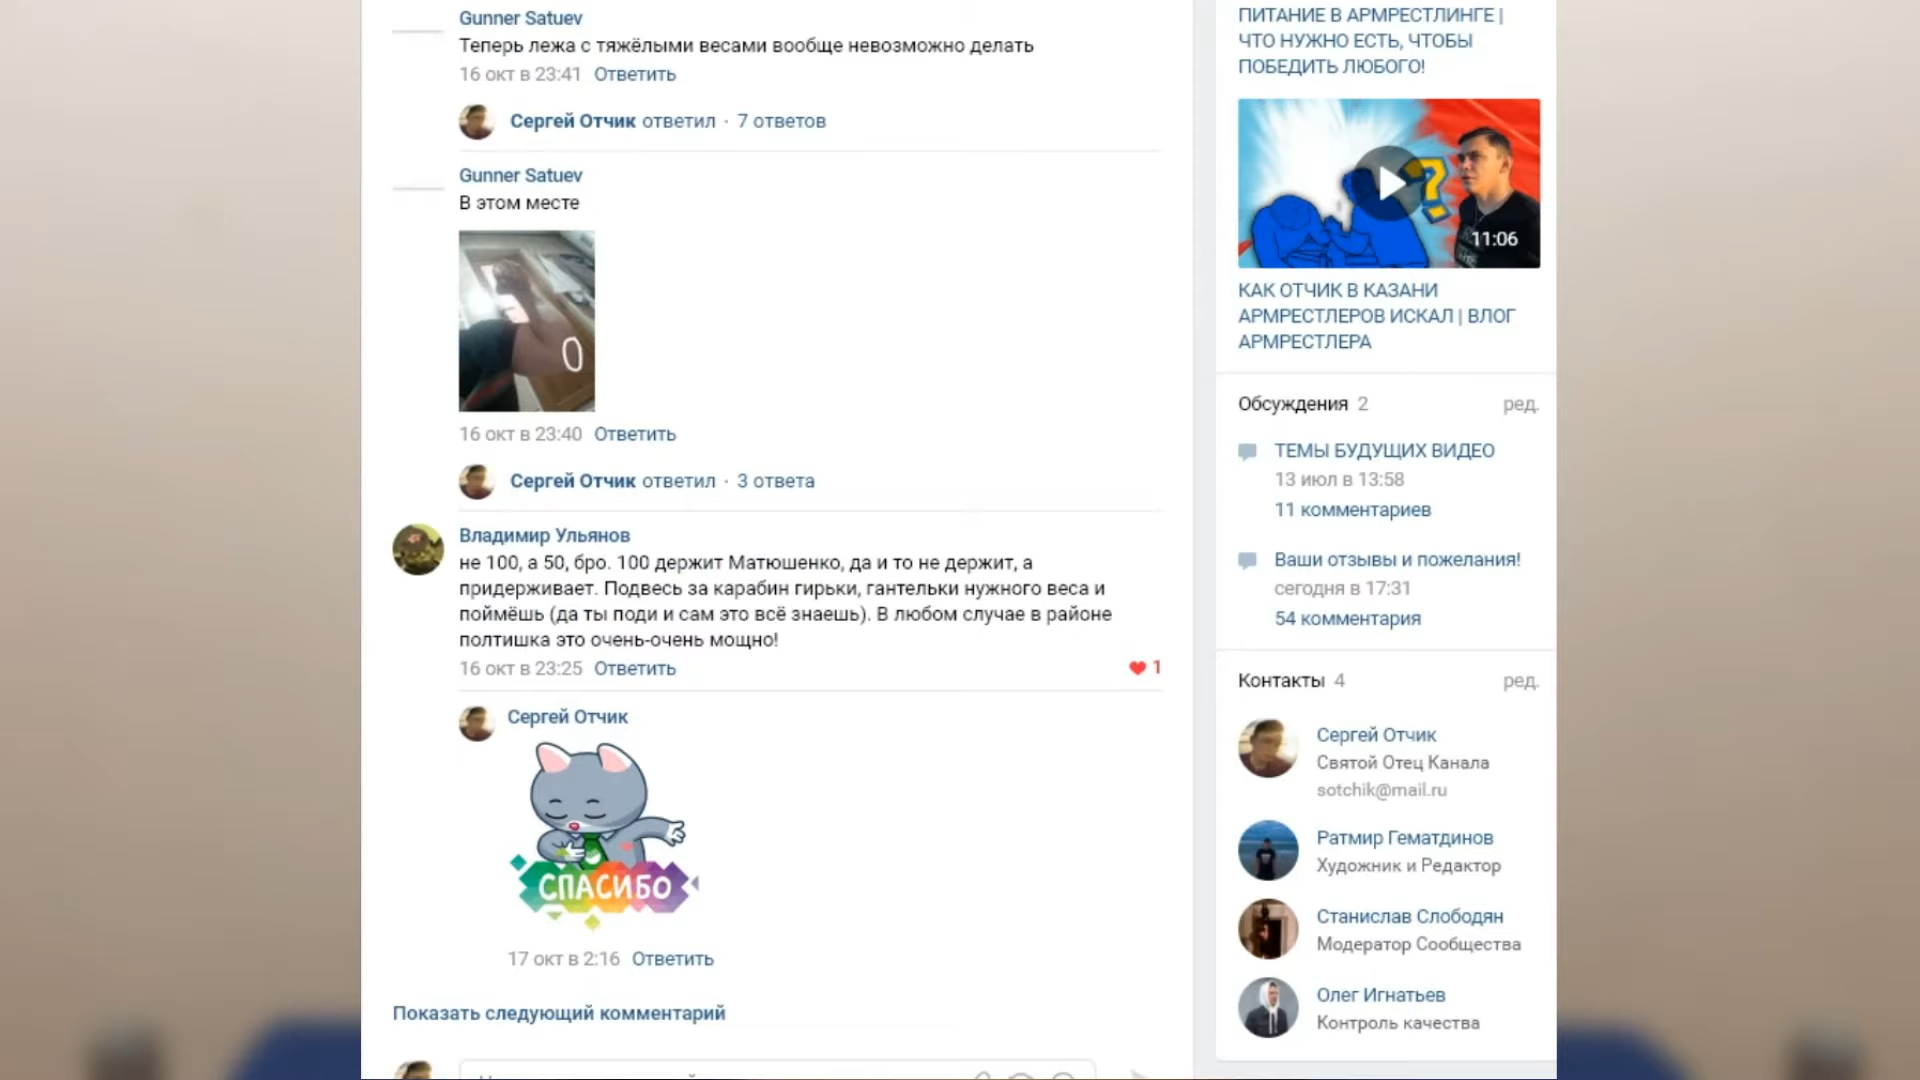 Gunner Satuev
Теперь лежа с тяжёлыми весами вообще невозможно делать
16 окт в 23:41 Ответить
Сергей Отчик ответил · 7 ответов
Gunner Satuev
В этом месте
16 окт в 23:40 Ответить
Сергей Отчик ответил · 3 ответа
Владимир Ульянов
не 100, а 50, бро. 100 держит Матюшенко, да и то не держит, а
придерживает. Подвесь за карабин гирьки, гантельки нужного веса и
поймёшь (да ты поди и сам это всё знаешь). В любом случае в районе
полтишка это очень-очень мощно!
16 окт в 23:25 Ответить
1
Сергей Отчик
СПАСИБО
17 окт в 2:16 Ответить
Показать следующий комментарий
ПИТАНИЕ В АРМРЕСТЛИНГЕ |
ЧТО НУЖНО ЕСТЬ, ЧТОБЫ
ПОБЕДИТЬ ЛЮБОГО!
?
11:06
КАК ОТЧИК В КАЗАНИ
АРМРЕСТЛЕРОВ ИСКАЛ | ВЛОГ
АРМРЕСТЛЕРА
Обсуждения 2 ред.
ТЕМЫ БУДУЩИХ ВИДЕО
13 июл в 13:58
11 комментариев
Ваши отзывы и пожелания!
сегодня в 17:31
54 комментария
Контакты 4 ред.
Сергей Отчик
Святой Отец Канала
sotchik@mail.ru
Ратмир Гематдинов
Художник и Редактор
Станислав Слободян
Модератор Сообщества
Олег Игнатьев
Контроль качества